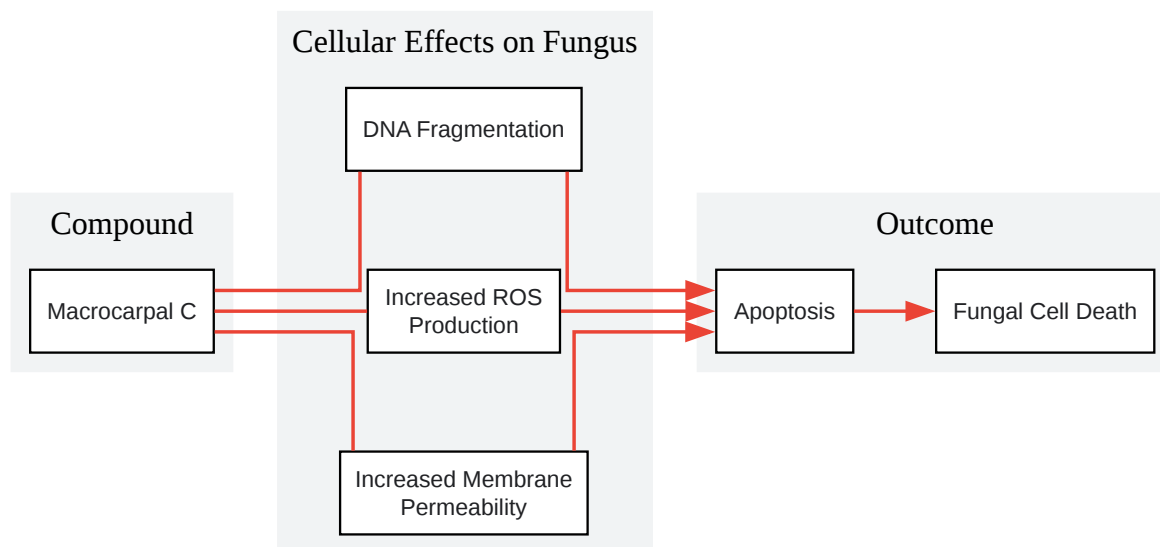 Cellular Effects on Fungus
DNA Fragmentation
Compound
Macrocarpal C
Increased ROS
Production
Increased Membrane
Permeability
Outcome
Apoptosis
Fungal Cell Death